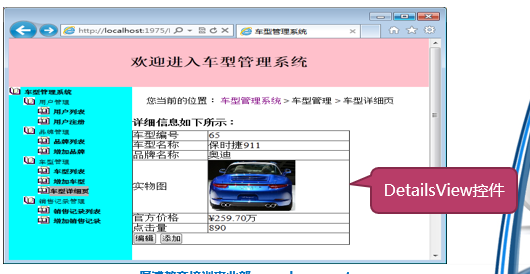 http://localhost:1975/
车型管理系统
欢迎进入车型管理系统
车型管理系统
用户管理
用户列表
用户注册
品牌管理
品牌列表
增加品牌
车型管理
车型列表
增加车型
车型详细页
销售记录管理
销售记录列表
增加销售记录
您当前的位置： 车型管理系统 > 车型管理 > 车型详细页
详细信息如下所示：
车型编号 65
车型名称 保时捷911
品牌名称 奥迪
实物图
官方价格 ¥259.70万
点击量 890
编辑 添加
DetailsView控件